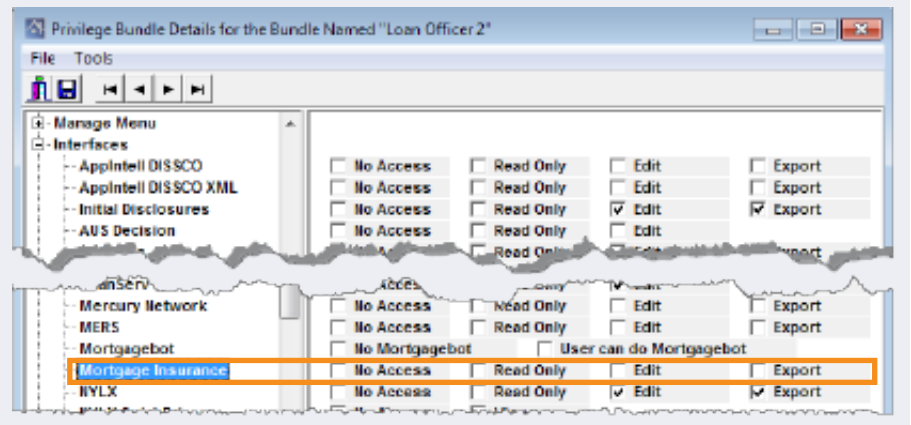 Privilege Bundle Details for the Bundle Named "Loan Officer 2"
File Tools
Manage Menu
Interfaces
AppIntell DISSCO No Access Read Only Edit Export
AppIntell DISSCO XML No Access Read Only Edit Export
Initial Disclosures No Access Read Only Edit Export
AUS Decision No Access Read Only Edit
Read Only
Mercury Network No Access Read Only Edit Export
MERS No Access Read Only Edit Export
Mortgagebot No Mortgagebot User can do Mortgagebot
Mortgage Insurance No Access Read Only Edit Export
NYLX No Access Read Only Edit Export